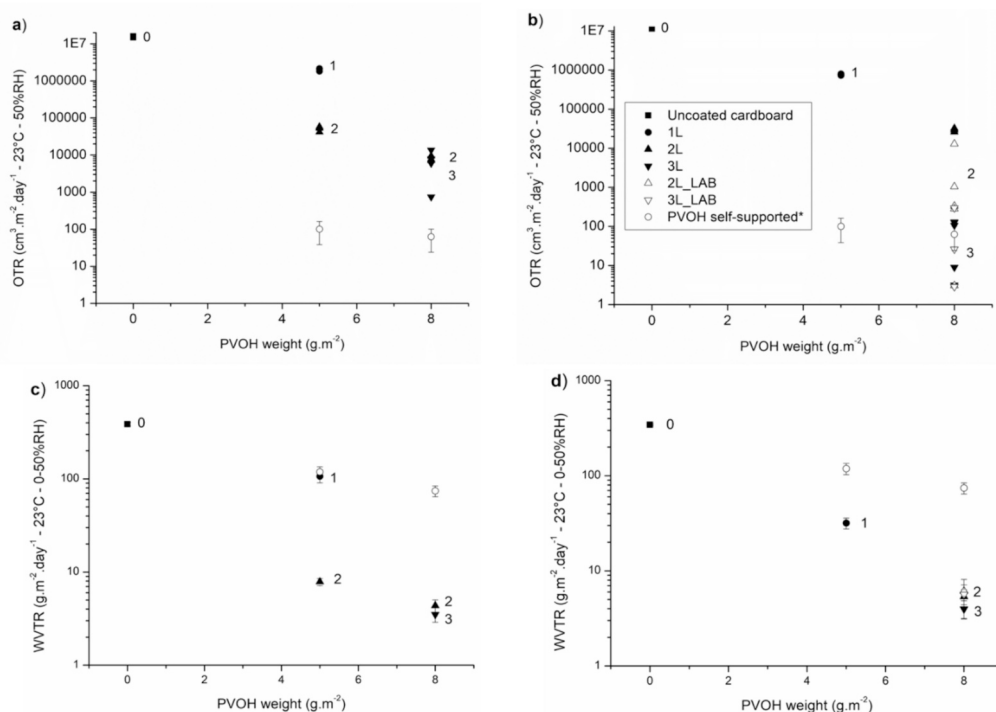 a)
OTR (cm³.m⁻².day⁻¹ - 23°C - 50%RH)
1E7
1000000
100000
10000
1000
100
10
1
0
1
2
2
3
0
2
4
6
8
PVOH weight (g.m⁻²)
b)
OTR (cm³.m⁻².day⁻¹ - 23°C - 50%RH)
1E7
1000000
100000
10000
1000
100
10
1
0
1
Uncoated cardboard
1L
2L
3L
2L_LAB
3L_LAB
PVOH self-supported*
2
3
0
2
4
6
8
PVOH weight (g.m⁻²)
c)
WVTR (g.m⁻².day⁻¹ - 23°C - 0-50%RH)
1000
100
10
1
0
1
2
2
3
0
2
4
6
8
PVOH weight (g.m⁻²)
d)
WVTR (g.m⁻².day⁻¹ - 23°C - 0-50%RH)
1000
100
10
1
0
1
2
3
0
2
4
6
8
PVOH weight (g.m⁻²)